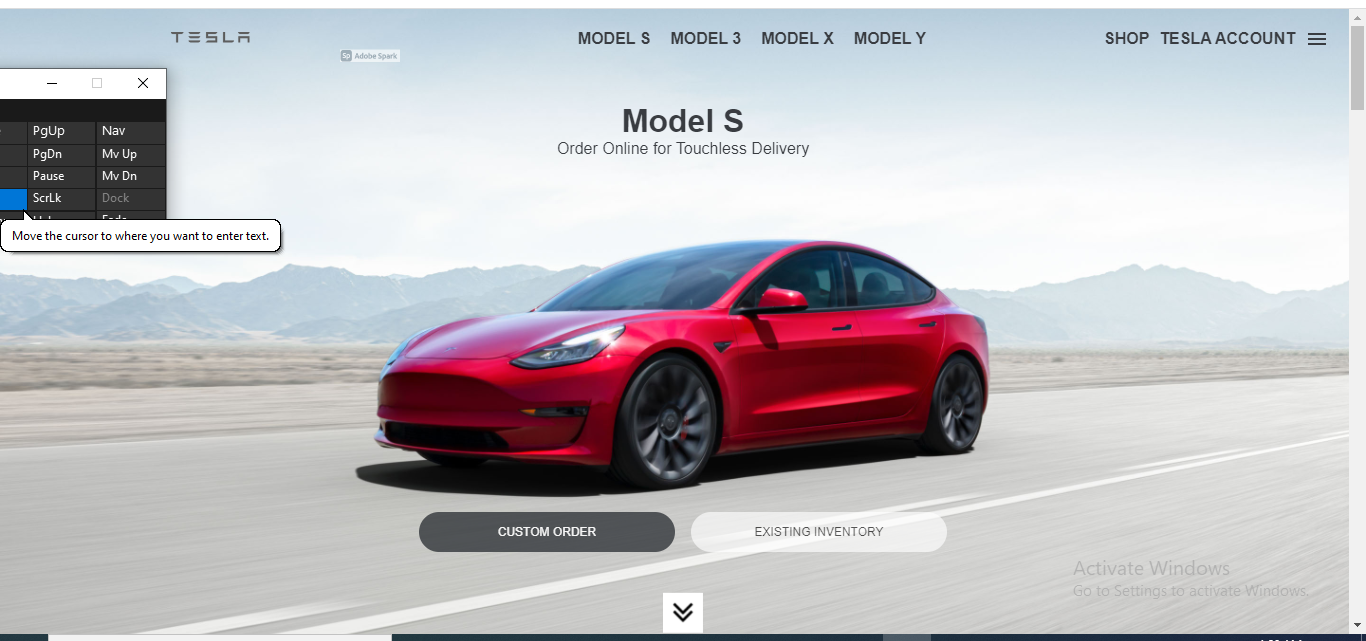 TESLA
MODEL S MODEL 3 MODEL X MODEL Y
SHOP TESLA ACCOUNT
Sp Adobe Spark
PgUp Nav
PgDn Mv Up
Pause Mv Dn
ScrLk Dock
Move the cursor to where you want to enter text.
Model S
Order Online for Touchless Delivery
CUSTOM ORDER
EXISTING INVENTORY
Activate Windows
Go to Settings to activate Windows.